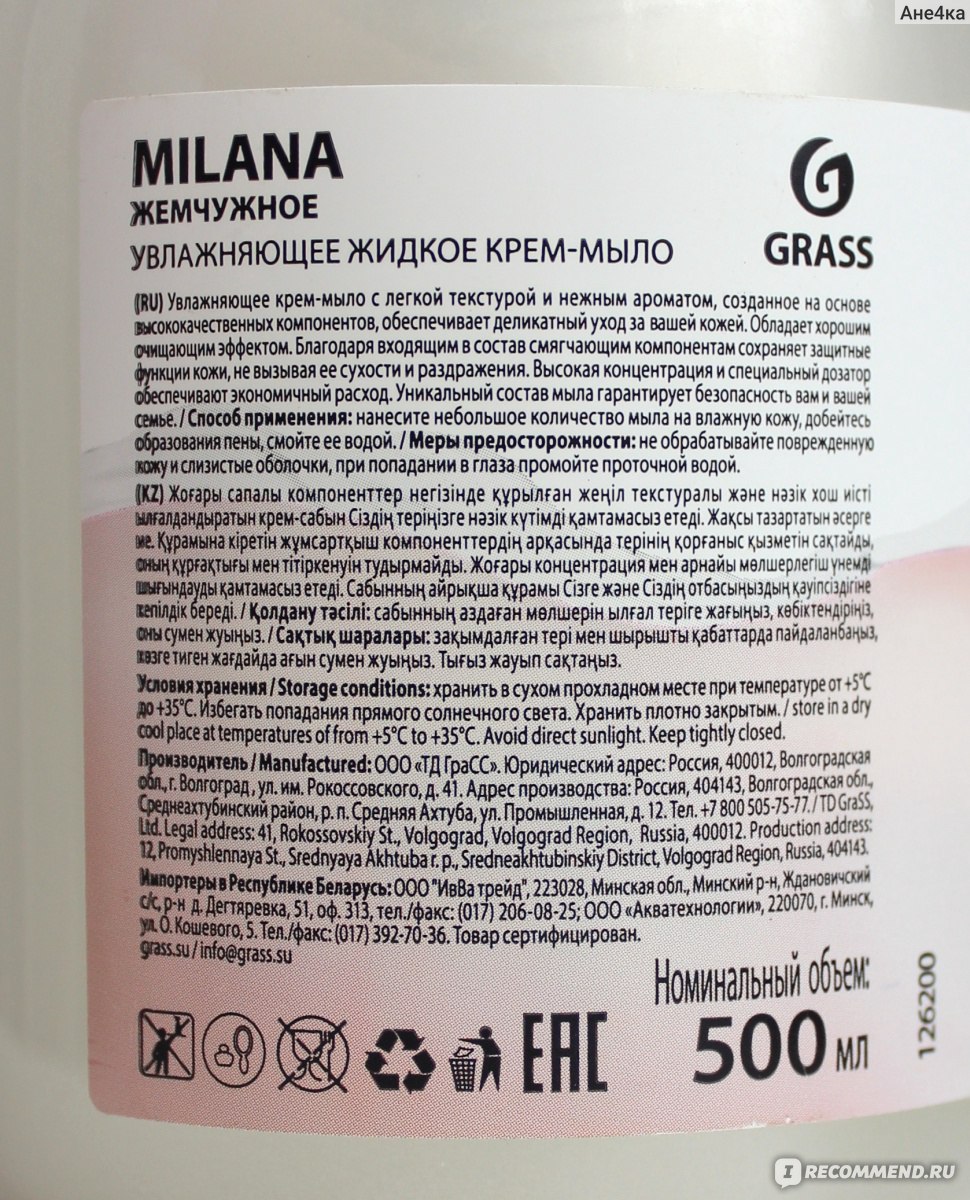 Ане4ка
MILANA
ЖЕМЧУЖНОЕ
УВЛАЖНЯЮЩЕЕ ЖИДКОЕ КРЕМ-МЫЛО
GRASS
(RU) Увлажняющее крем-мыло с легкой текстурой и нежным ароматом, созданное на основе
высококачественных компонентов, обеспечивает деликатный уход за вашей кожей. Обладает хорошим
очищающим эффектом. Благодаря входящим в состав смягчающим компонентам сохраняет защитные
функции кожи, не вызывая ее сухости и раздражения. Высокая концентрация и специальный дозатор
обеспечивают экономичный расход. Уникальный состав мыла гарантирует безопасность вам и вашей
семье. / Способ применения: нанесите небольшое количество мыла на влажную кожу, добейтесь
образования пены, смойте ее водой. / Меры предосторожности: не обрабатывайте поврежденную
кожу и слизистые оболочки, при попадании в глаза промойте проточной водой.
(KZ) Жоғары сапалы компоненттер негізінде құрылған жеңіл текстуралы және нәзік хош иісті
ылғалдандыратын крем-сабын Сіздің теріңізге нәзік күтімді қамтамасыз етеді. Жақсы тазартатын әсерге
ие. Құрамына кіретін жұмсартқыш компоненттердің арқасында терінің қорғаныс қызметін сақтайды,
оның құрғақтығы мен тітіркенуін тудырмайды. Жоғары концентрация мен арнайы мөлшерлегіш үнемді
шығындауды қамтамасыз етеді. Сабынның айрықша құрамы Сізге және Сіздің отбасыңыздың қауіпсіздігіне
кепілдік береді. / Қолдану тәсілі: сабынның аздаған мөлшерін ылғал теріге жағыңыз, көбіктендіріңіз,
оны сумен жуыңыз. / Сақтық шаралары: зақымдалған тері мен шырышты қабаттарда пайдаланбаңыз,
көзге тиген жағдайда ағын сумен жуыңыз. Тығыз жауып сақтаңыз.
Условия хранения / Storage conditions: хранить в сухом прохладном месте при температуре от +5°С
до +35°С. Избегать попадания прямого солнечного света. Хранить плотно закрытым. / store in a dry
cool place at temperatures of from +5°C to +35°C. Avoid direct sunlight. Keep tightly closed.
Производитель / Manufactured: ООО «ТД ГраСС». Юридический адрес: Россия, 400012, Волгоградская
обл., г. Волгоград, ул. им. Рокоссовского, д. 41. Адрес производства: Россия, 404143, Волгоградская обл.,
Среднеахтубинский район, р. п. Средняя Ахтуба, ул. Промышленная, д. 12. Тел. +7 800 505-75-77. / TD GraSS,
Ltd. Legal address: 41, Rokossovskiy St., Volgograd, Volgograd Region, Russia, 400012. Production address:
12, Promyshlennaya St., Srednyaya Akhtuba r. p., Sredneakhtubinskiy District, Volgograd Region, Russia, 404143.
Импортеры в Республике Беларусь: ООО "ИвВа трейд", 223028, Минская обл., Минский р-н, Ждановичский
с/с, р-н д. Дегтяревка, 51, оф. 313, тел./факс: (017) 206-08-25; ООО «Акватехнологии», 220070, г. Минск,
ул. О. Кошевого, 5. Тел./факс: (017) 392-70-36. Товар сертифицирован.
grass.su / info@grass.su
Номинальный объем:
500 мл
EAC
126200
RECOMMEND.RU